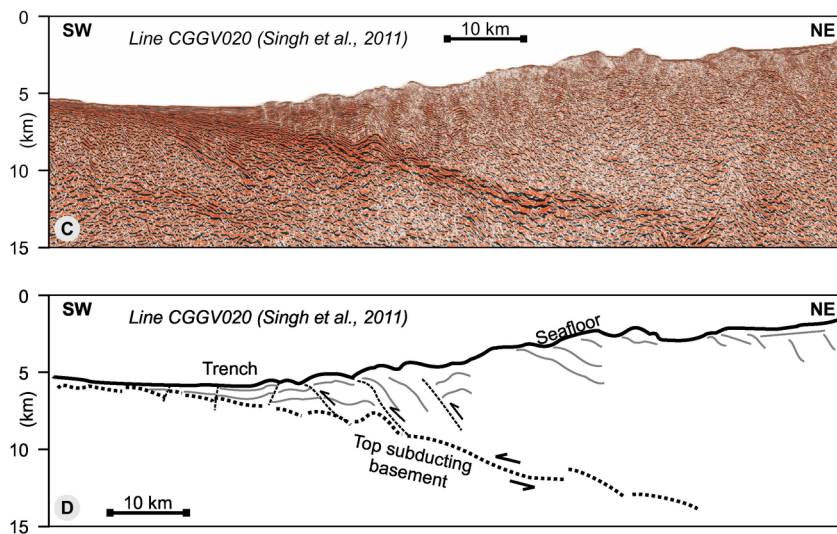 0
SW
Line CGGV020 (Singh et al., 2011)
10 km
NE
5
(km)
10
15
C
0
SW
Line CGGV020 (Singh et al., 2011)
NE
Seafloor
Trench
5
(km)
10
Top subducting
basement
10 km
15
D